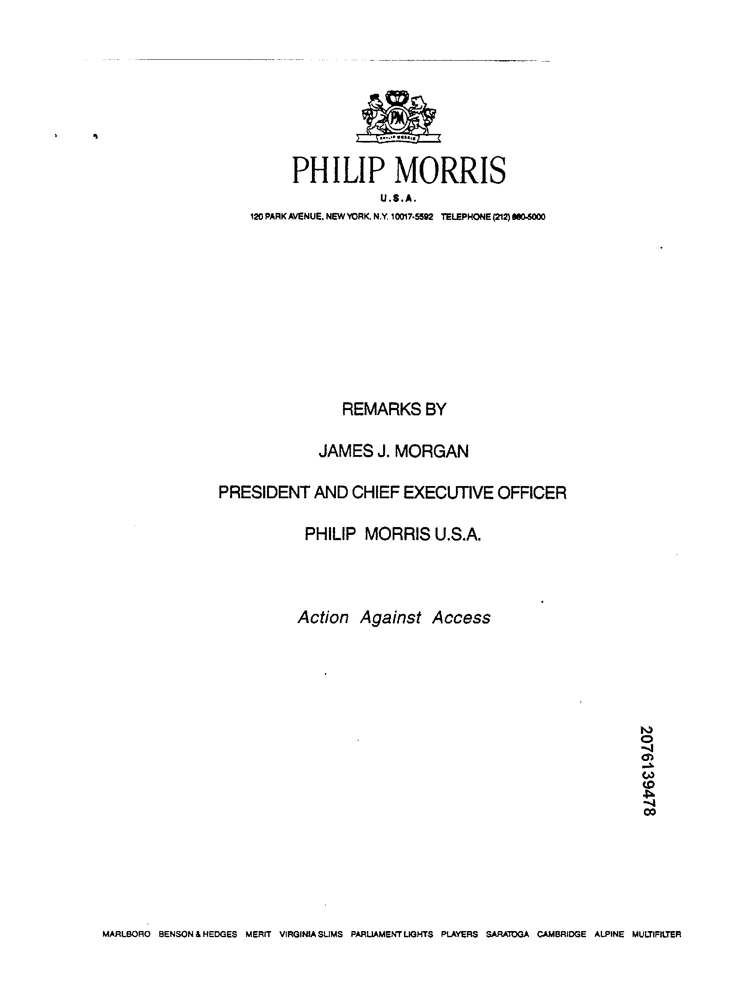 PM
PHILIP MORRIS
PHILIP MORRIS
U.S.A.
120 PARK AVENUE, NEW YORK, N.Y. 10017-5592 TELEPHONE (212) 880-5000
REMARKS BY
JAMES J. MORGAN
PRESIDENT AND CHIEF EXECUTIVE OFFICER
PHILIP MORRIS U.S.A.
Action Against Access
2076139478
MARLBORO BENSON & HEDGES MERIT VIRGINIA SLIMS PARLIAMENT LIGHTS PLAYERS SARATOGA CAMBRIDGE ALPINE MULTIFILTER